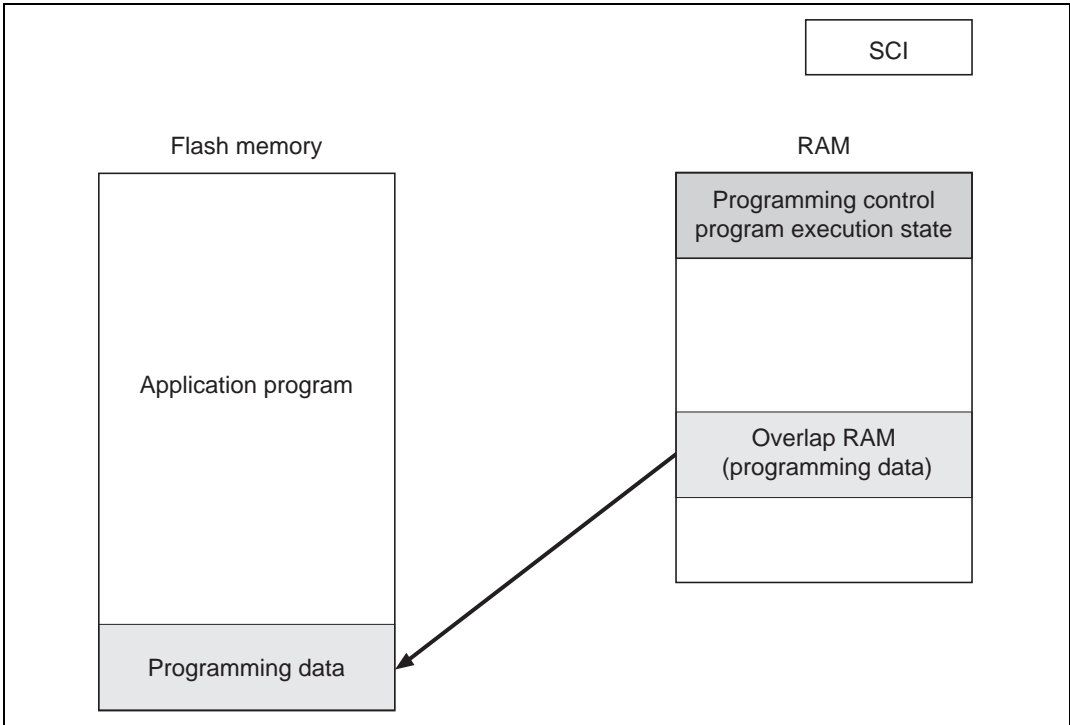 SCI
Flash memory
RAM
Programming control
program execution state
Application program
Overlap RAM
(programming data)
Programming data